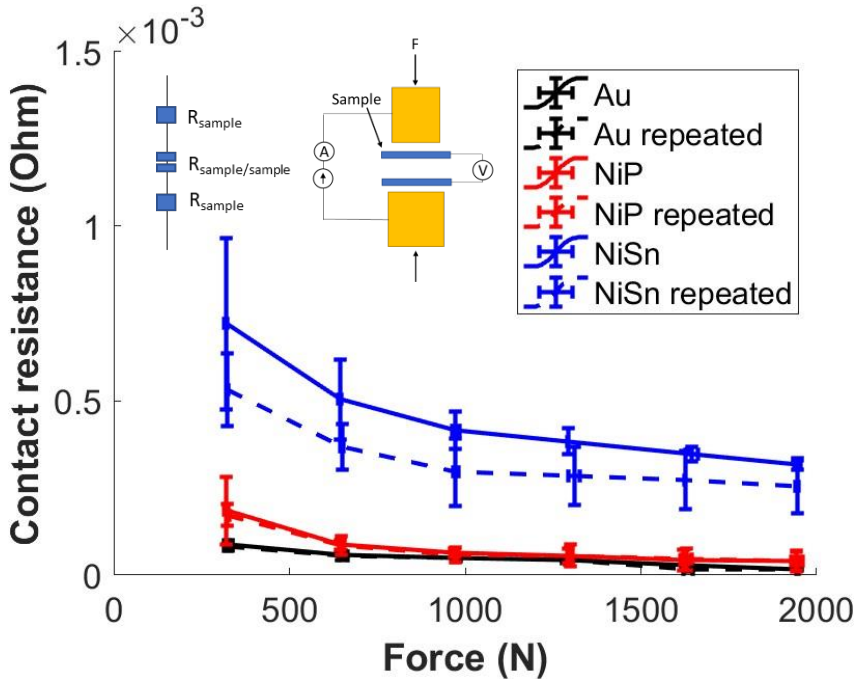 ×10⁻³
1.5
1
0.5
0
0
500
1000
1500
2000
Contact resistance (Ohm)
Force (N)
R_sample
R_sample/sample
R_sample
F
Sample
A
V
Au
Au repeated
NiP
NiP repeated
NiSn
NiSn repeated